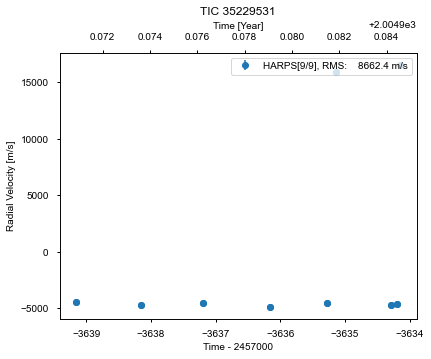 TIC 35229531
Time [Year]
+2.0049e3
0.072 0.074 0.076 0.078 0.080 0.082 0.084
HARPS[9/9], RMS: 8662.4 m/s
15000
10000
5000
0
−5000
Radial Velocity [m/s]
−3639 −3638 −3637 −3636 −3635 −3634
Time - 2457000